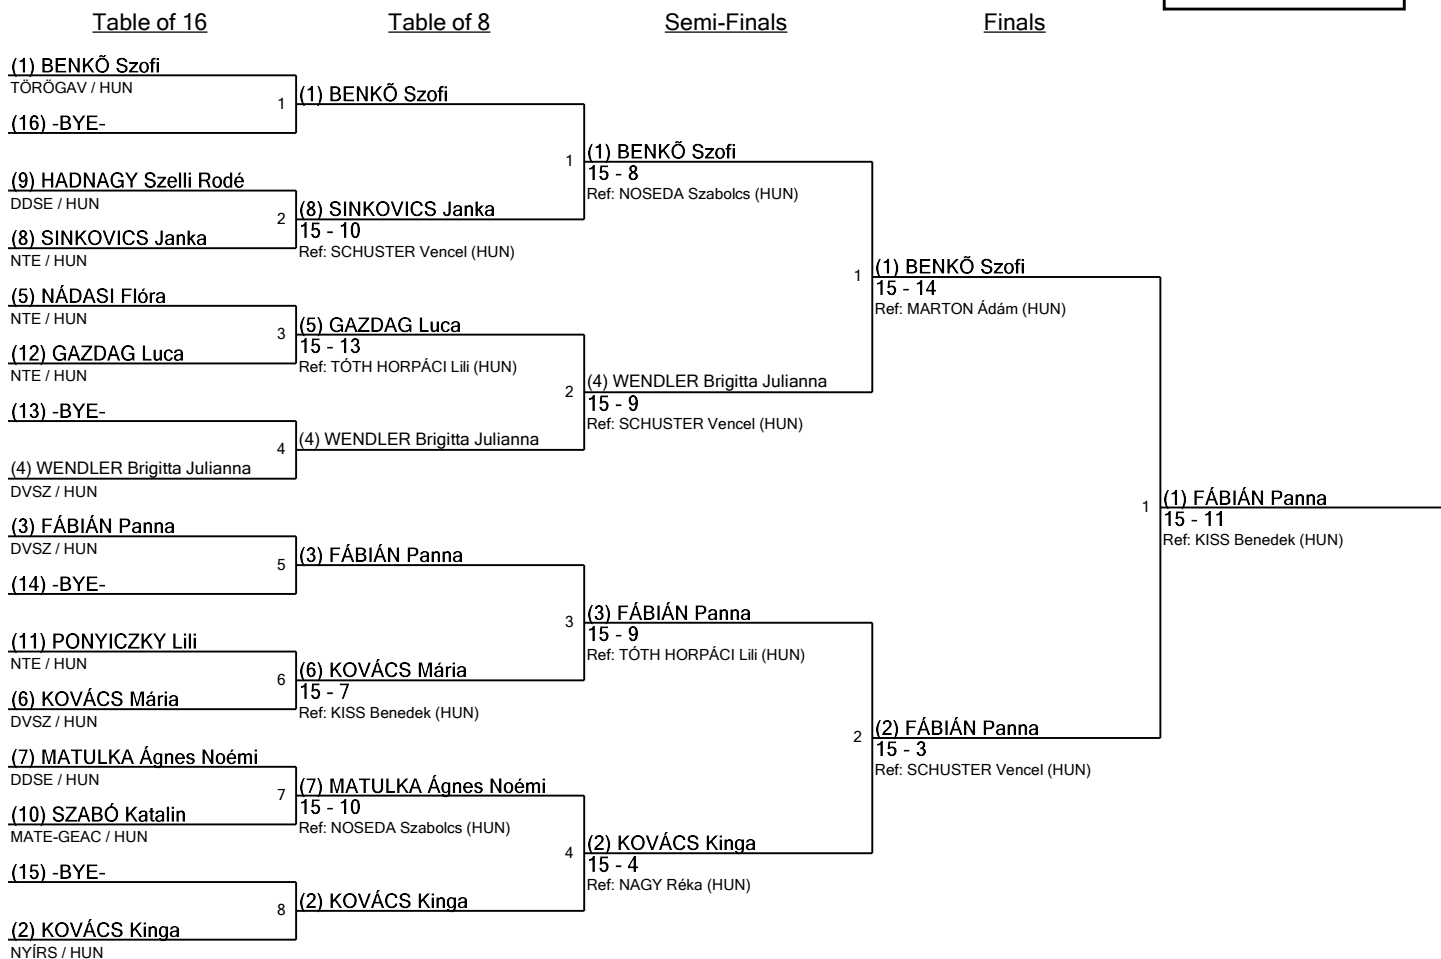 Table of 16
Table of 8
Semi-Finals
Finals
(1) BENKÕ Szofi
TÖRÖGAV / HUN
1
(16) -BYE-
(9) HADNAGY Szelli Rodé
DDSE / HUN
2
(8) SINKOVICS Janka
NTE / HUN
(5) NÁDASI Flóra
NTE / HUN
3
(12) GAZDAG Luca
NTE / HUN
(13) -BYE-
4
(4) WENDLER Brigitta Julianna
DVSZ / HUN
(3) FÁBIÁN Panna
DVSZ / HUN
5
(14) -BYE-
(11) PONYICZKY Lili
NTE / HUN
6
(6) KOVÁCS Mária
DVSZ / HUN
(7) MATULKA Ágnes Noémi
DDSE / HUN
7
(10) SZABÓ Katalin
MATE-GEAC / HUN
(15) -BYE-
8
(2) KOVÁCS Kinga
NYÍRS / HUN
(1) BENKÕ Szofi
1
(8) SINKOVICS Janka
15 - 10
Ref: SCHUSTER Vencel (HUN)
(5) GAZDAG Luca
15 - 13
Ref: TÓTH HORPÁCI Lili (HUN)
2
(4) WENDLER Brigitta Julianna
(3) FÁBIÁN Panna
3
(6) KOVÁCS Mária
15 - 7
Ref: KISS Benedek (HUN)
(7) MATULKA Ágnes Noémi
15 - 10
Ref: NOSEDA Szabolcs (HUN)
4
(2) KOVÁCS Kinga
(1) BENKÕ Szofi
15 - 8
Ref: NOSEDA Szabolcs (HUN)
1
(4) WENDLER Brigitta Julianna
15 - 9
Ref: SCHUSTER Vencel (HUN)
(3) FÁBIÁN Panna
15 - 9
Ref: TÓTH HORPÁCI Lili (HUN)
2
(2) KOVÁCS Kinga
15 - 4
Ref: NAGY Réka (HUN)
(1) BENKÕ Szofi
15 - 14
Ref: MARTON Ádám (HUN)
1
(2) FÁBIÁN Panna
15 - 3
Ref: SCHUSTER Vencel (HUN)
(1) FÁBIÁN Panna
15 - 11
Ref: KISS Benedek (HUN)